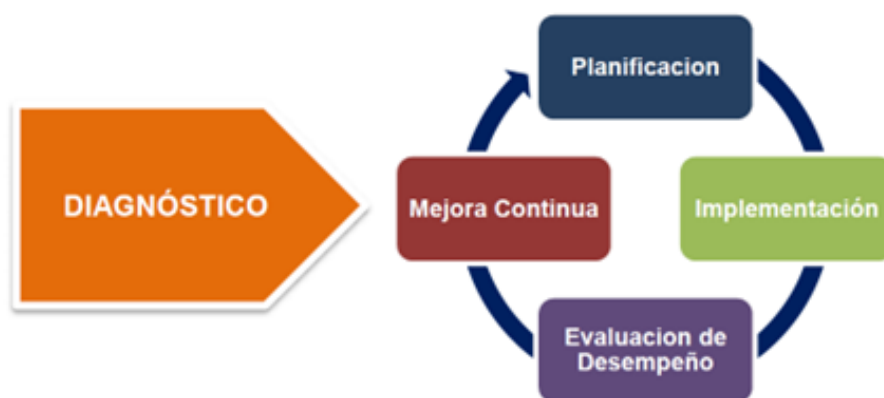 DIAGNÓSTICO
Planificacion
Implementación
Evaluacion de
Desempeño
Mejora Continua